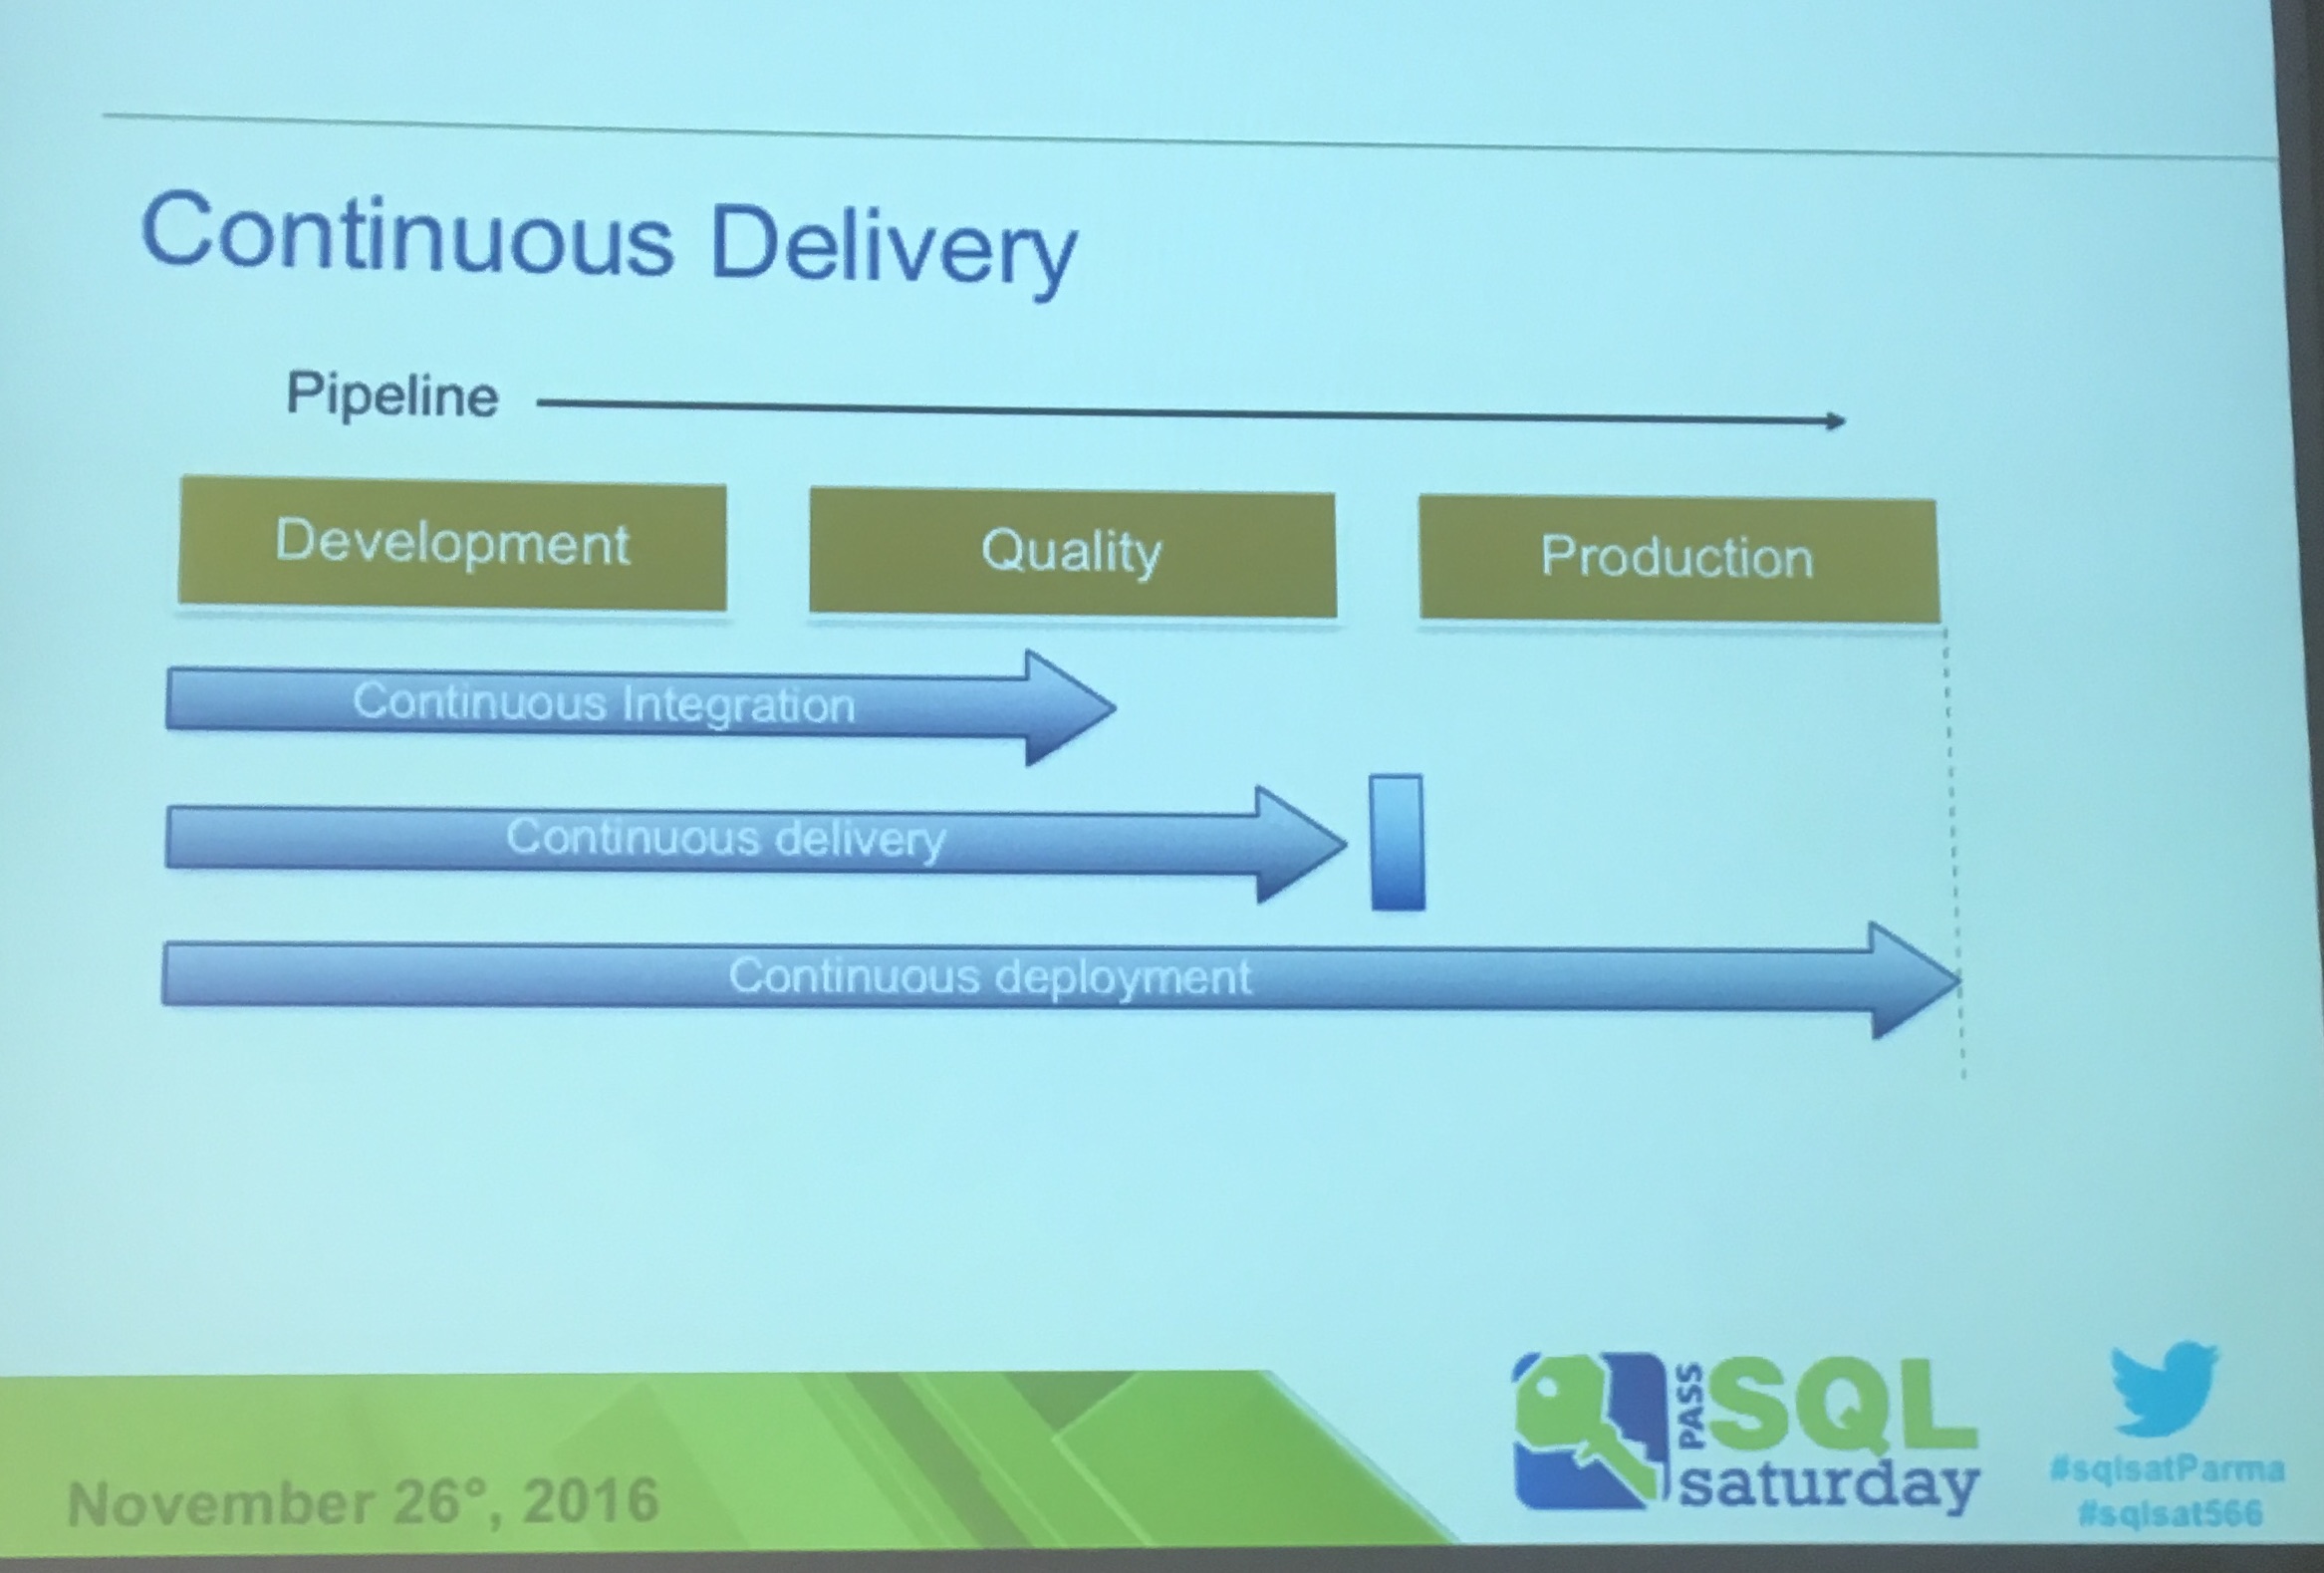 Continuous Delivery
Pipeline
Development
Quality
Production
Continuous Integration
Continuous delivery
Continuous deployment
November 26°, 2016
PASS
SQL
saturday
#sqlsatParma
#sqlsat566